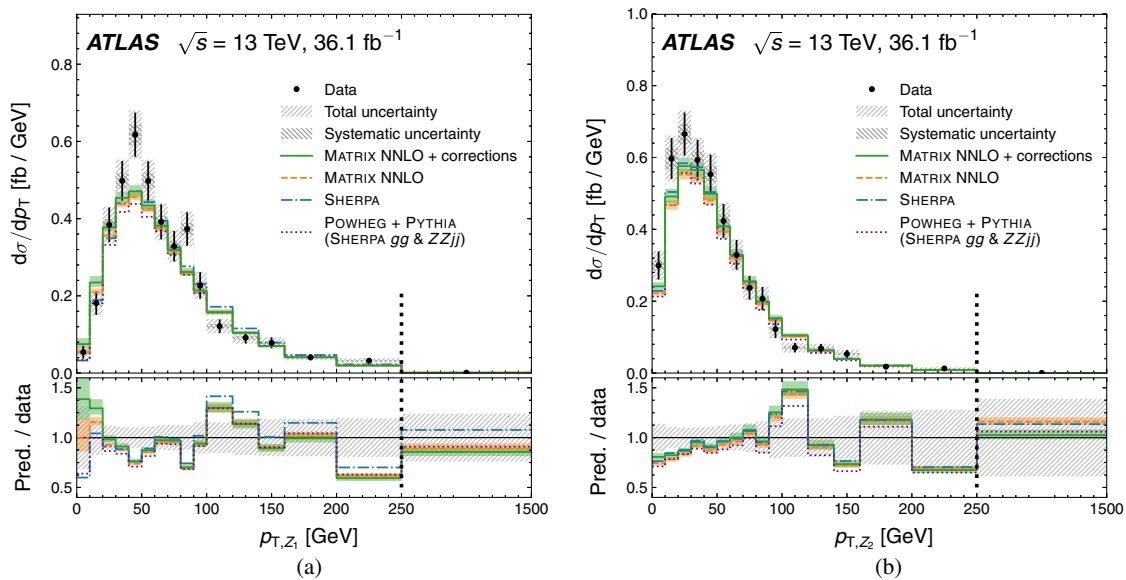 ATLAS √s = 13 TeV, 36.1 fb⁻¹
Data
Total uncertainty
Systematic uncertainty
MATRIX NNLO + corrections
MATRIX NNLO
SHERPA
POWHEG + PYTHIA
(SHERPA gg & ZZjj)
dσ/dpT [fb / GeV]
0.8
0.6
0.4
0.2
0.0
Pred. / data
1.5
1.0
0.5
0 50 100 150 200 250 1500
pT,Z1 [GeV]
(a)
ATLAS √s = 13 TeV, 36.1 fb⁻¹
Data
Total uncertainty
Systematic uncertainty
MATRIX NNLO + corrections
MATRIX NNLO
SHERPA
POWHEG + PYTHIA
(SHERPA gg & ZZjj)
dσ/dpT [fb / GeV]
1.0
0.8
0.6
0.4
0.2
0.0
Pred. / data
1.5
1.0
0.5
0 50 100 150 200 250 1500
pT,Z2 [GeV]
(b)